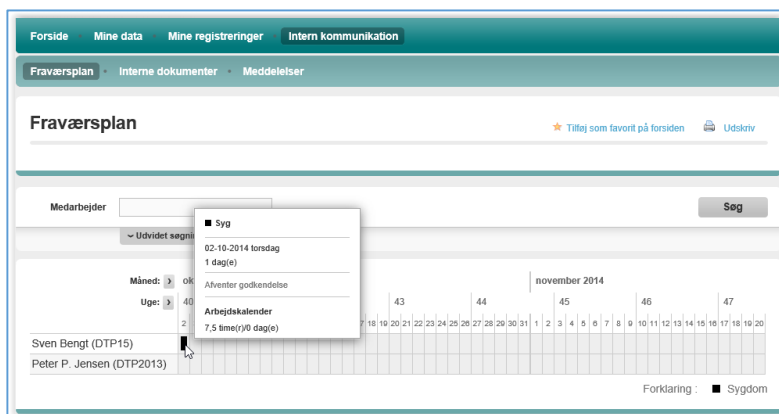 Forside Mine data Mine registreringer Intern kommunikation
Fraværsplan Interne dokumenter Meddelelser
Fraværsplan
Tilføj som favorit på forsiden Udskriv
Medarbejder Søg
Udvidet søgni
Syg
02-10-2014 torsdag
1 dag(e)
Afventer godkendelse
Arbejdskalender
7,5 time(r)/0 dag(e)
Måned: ok november 2014
Uge: 40 43 44 45 46 47
2 7 18 19 20 21 22 23 24 25 26 27 28 29 30 31 1 2 3 4 5 6 7 8 9 10 11 12 13 14 15 16 17 18 19 20
Sven Bengt (DTP15)
Peter P. Jensen (DTP2013)
Forklaring : Sygdom